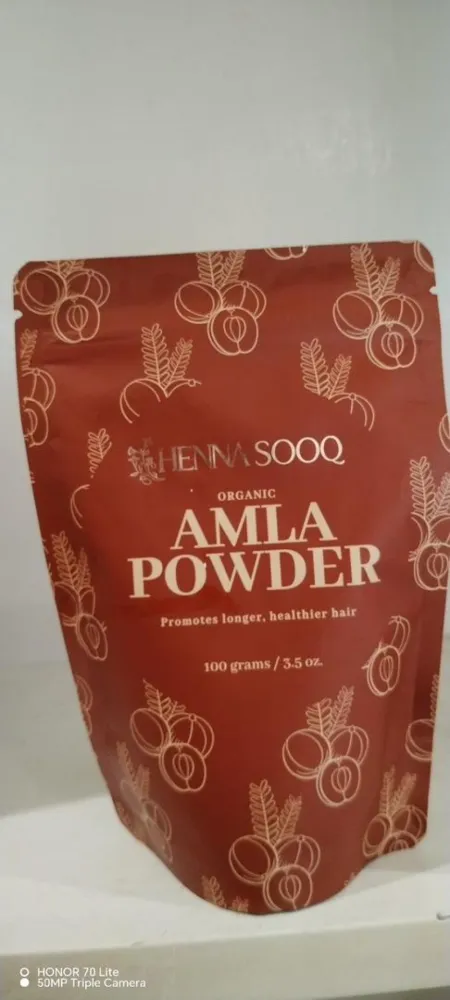 HENNA SOOQ
ORGANIC
AMLA
POWDER
Promotes longer, healthier hair
100 grams / 3.5 oz.
HONOR 70 Lite
50MP Triple Camera